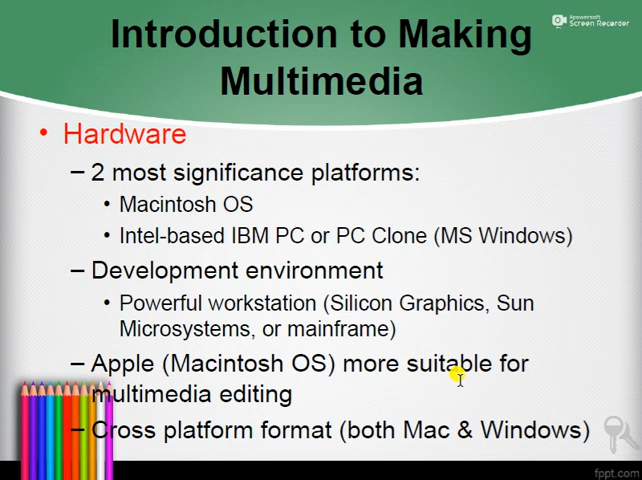 Apowersoft
Screen Recorder
Introduction to Making
Multimedia
• Hardware
– 2 most significance platforms:
• Macintosh OS
• Intel-based IBM PC or PC Clone (MS Windows)
– Development environment
• Powerful workstation (Silicon Graphics, Sun
Microsystems, or mainframe)
– Apple (Macintosh OS) more suitable for
multimedia editing
– Cross platform format (both Mac & Windows)
fppt.com